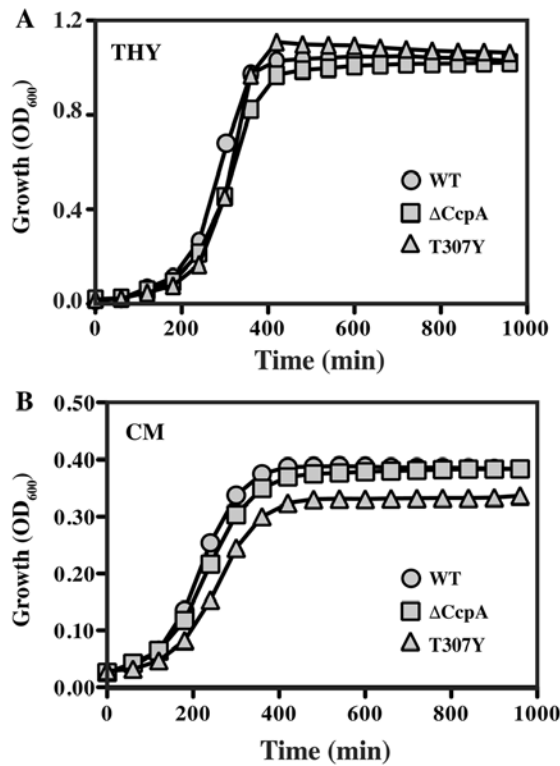 A
THY
Growth (OD600)
1.2
0.8
0.4
0.0
WT
ΔCcpA
T307Y
0 200 400 600 800 1000
Time (min)
B
CM
Growth (OD600)
0.50
0.40
0.30
0.20
0.10
0.00
WT
ΔCcpA
T307Y
0 200 400 600 800 1000
Time (min)